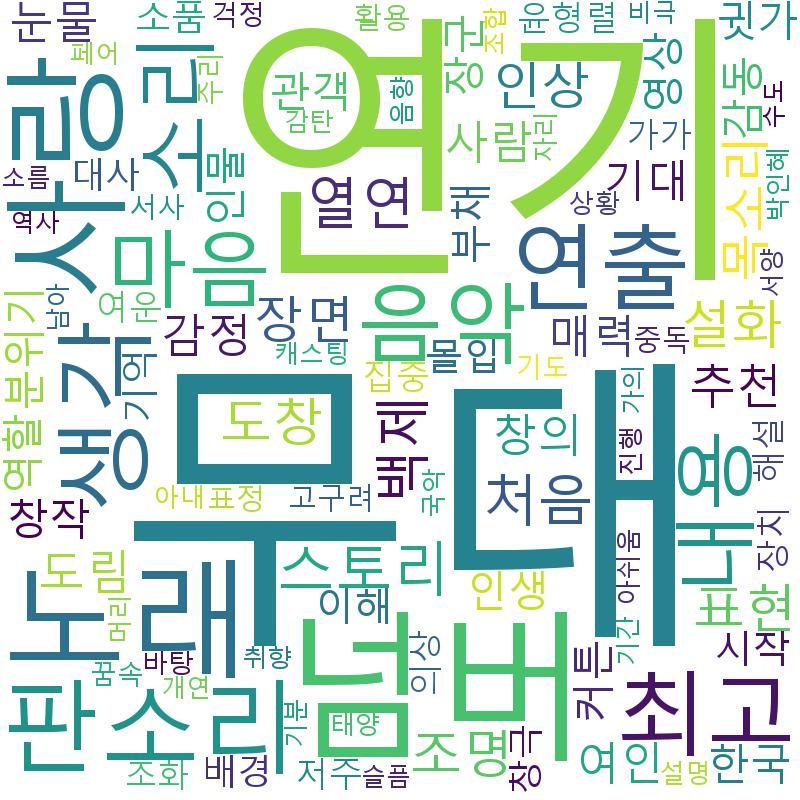 눈물
소품
걱정
활용
조합
윤형렬
비극
귓가
페어
사랑
소리
주리
관객
감탄
연기
음향
장군
인상
영상
감동
수도
사람
자리
가가
소름
대사
인물
열연
기대
목소리
박인혜
역사
서사
부채
상황
마음
연출
서양
남아
여운
감정
장면
음악
매력
중독
설화
분위기
역할
생각
기억
캐스팅
집중
몰입
기도
가의
추천
무대
도창
백제
창의
진행
내용
해설
창작
아내
표정
고구려
국악
처음
장치
도림
노래
스토리
인생
아쉬움
표현
머리
이해
바탕
꿈속
취향
넘버
의상
기간
시작
커튼
판소리
개연
기분
태양
최고
조명
창극
여인
한국
조화
배경
저주
슬픔
설명